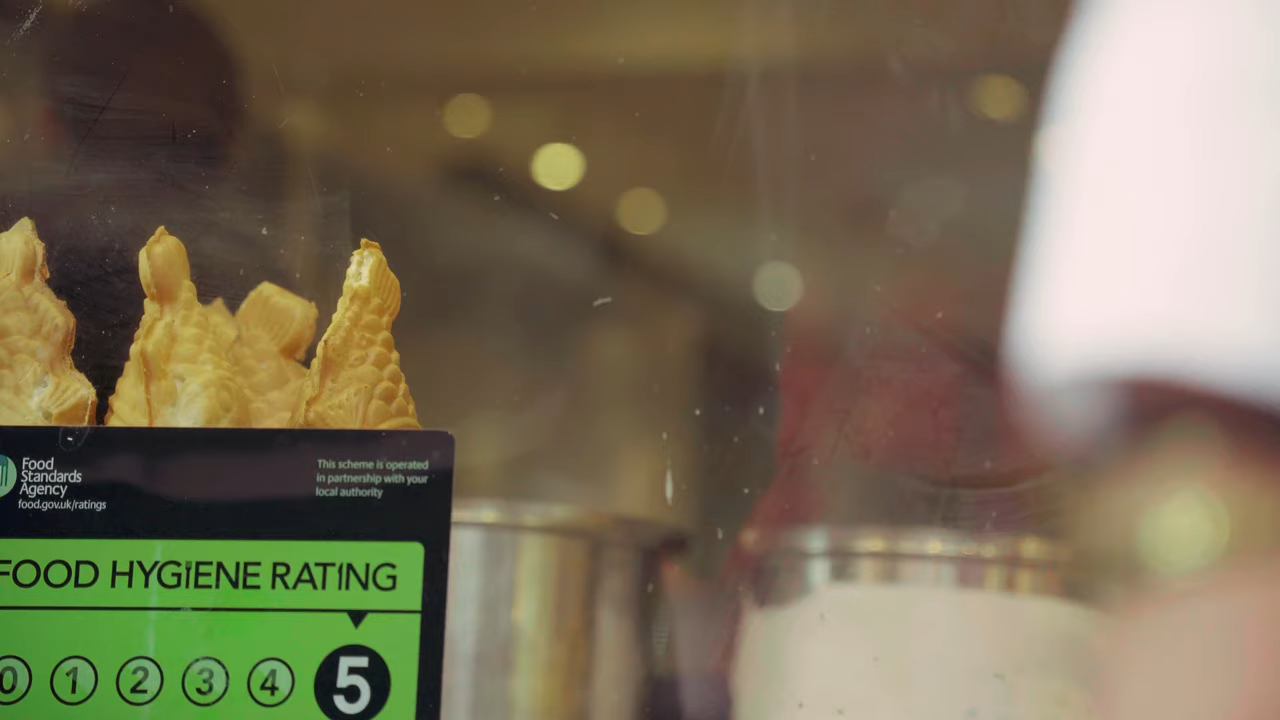 Food
Standards
Agency
food.gov.uk/ratings
This scheme is operated
in partnership with your
local authority
FOOD HYGIENE RATING
0 1 2 3 4 5